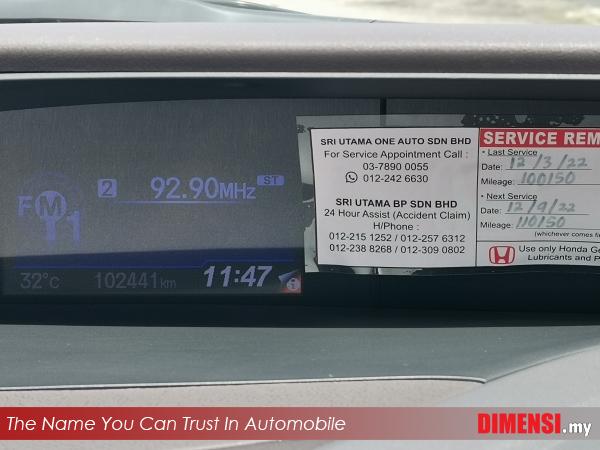 SRI UTAMA ONE AUTO SDN BHD
For Service Appointment Call :
03-7890 0055
012-242 6630
SRI UTAMA BP SDN BHD
24 Hour Assist (Accident Claim)
H/Phone :
012-215 1252 / 012-257 6312
012-238 8268 / 012-309 0802
SERVICE REM
• Last Service
Date: 12/3/22
Mileage: 100150
• Next Service
Date: 12/9/22
Mileage: 110150
(whichever comes fi
Use only Honda Ge
Lubricants and P
2 92.90MHz ST
FM1
32°C 102441km 11:47
The Name You Can Trust In Automobile
DIMENSI.my